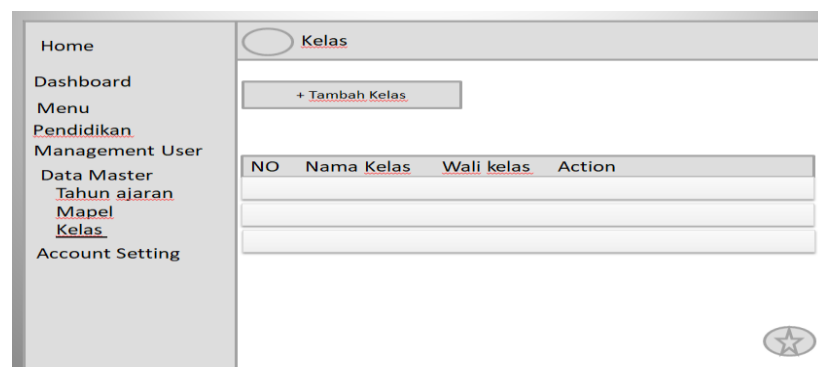 Home
Dashboard
Menu
Pendidikan
Management User
Data Master
Tahun ajaran
Mapel
Kelas
Account Setting
Kelas
+ Tambah Kelas
NO Nama Kelas Wali kelas Action